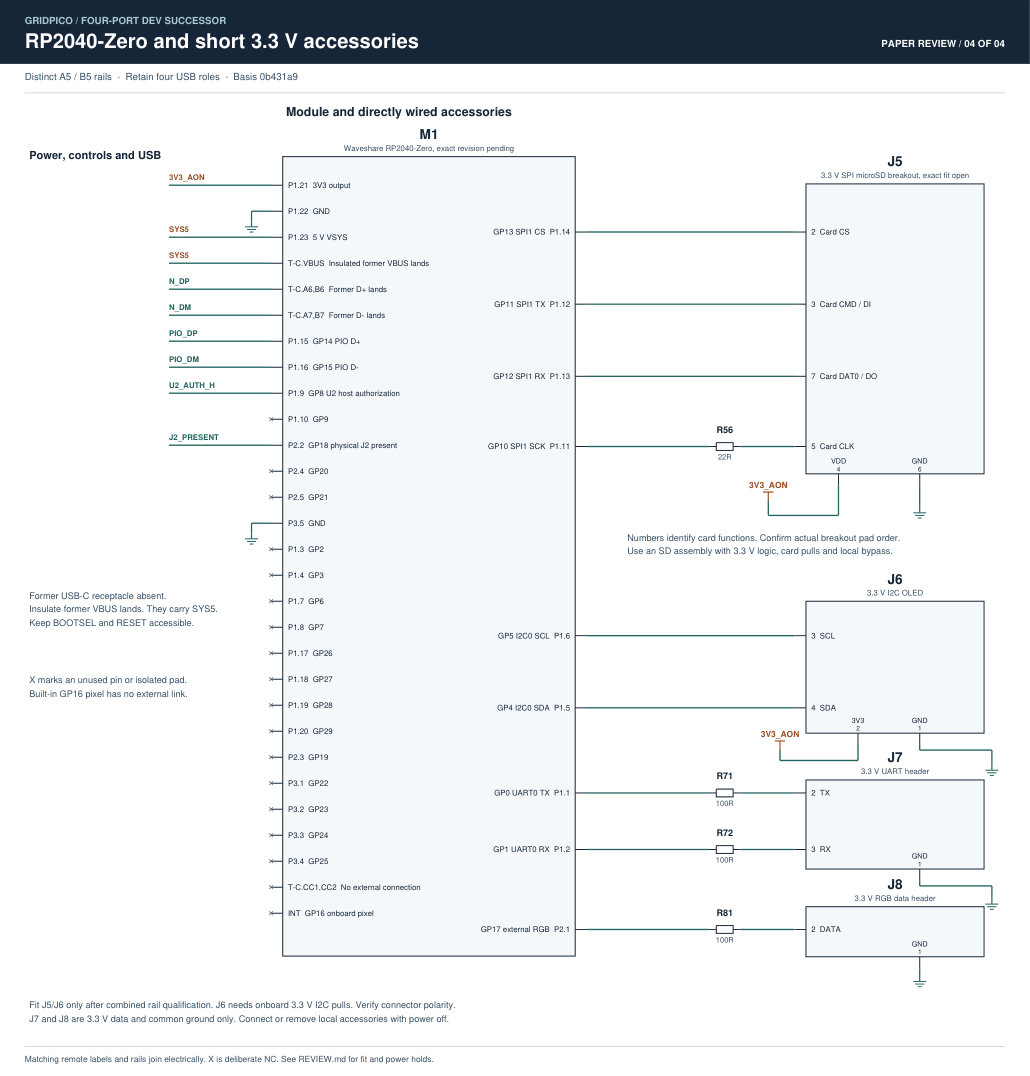 GRIDPICO / FOUR-PORT DEV SUCCESSOR
RP2040-Zero and short 3.3 V accessories
PAPER REVIEW / 04 OF 04
Distinct A5 / B5 rails · Retain four USB roles · Basis 0b431a9
Module and directly wired accessories
M1
Waveshare RP2040-Zero, exact revision pending
Power, controls and USB
3V3_AON
P1.21 3V3 output
P1.22 GND
SYS5
P1.23 5 V VSYS
SYS5
T-C.VBUS Insulated former VBUS lands
N_DP
T-C.A6,B6 Former D+ lands
N_DM
T-C.A7,B7 Former D- lands
PIO_DP
P1.15 GP14 PIO D+
PIO_DM
P1.16 GP15 PIO D-
U2_AUTH_H
P1.9 GP8 U2 host authorization
P1.10 GP9
J2_PRESENT
P2.2 GP18 physical J2 present
P2.4 GP20
P2.5 GP21
P3.5 GND
P1.3 GP2
P1.4 GP3
P1.7 GP6
P1.8 GP7
P1.17 GP26
P1.18 GP27
P1.19 GP28
P1.20 GP29
P2.3 GP19
P3.1 GP22
P3.2 GP23
P3.3 GP24
P3.4 GP25
T-C.CC1,CC2 No external connection
INT GP16 onboard pixel
Former USB-C receptacle absent.
Insulate former VBUS lands. They carry SYS5.
Keep BOOTSEL and RESET accessible.
X marks an unused pin or isolated pad.
Built-in GP16 pixel has no external link.
GP13 SPI1 CS P1.14
GP11 SPI1 TX P1.12
GP12 SPI1 RX P1.13
GP10 SPI1 SCK P1.11
GP5 I2C0 SCL P1.6
GP4 I2C0 SDA P1.5
GP0 UART0 TX P1.1
GP1 UART0 RX P1.2
GP17 external RGB P2.1
J5
3.3 V SPI microSD breakout, exact fit open
2 Card CS
3 Card CMD / DI
7 Card DAT0 / DO
R56
22R
5 Card CLK
VDD
4
GND
6
3V3_AON
Numbers identify card functions. Confirm actual breakout pad order.
Use an SD assembly with 3.3 V logic, card pulls and local bypass.
J6
3.3 V I2C OLED
3 SCL
4 SDA
3V3
2
GND
1
3V3_AON
J7
3.3 V UART header
R71
100R
2 TX
R72
100R
3 RX
GND
1
J8
3.3 V RGB data header
R81
100R
2 DATA
GND
1
Fit J5/J6 only after combined rail qualification. J6 needs onboard 3.3 V I2C pulls. Verify connector polarity.
J7 and J8 are 3.3 V data and common ground only. Connect or remove local accessories with power off.
Matching remote labels and rails join electrically. X is deliberate NC. See REVIEW.md for fit and power holds.